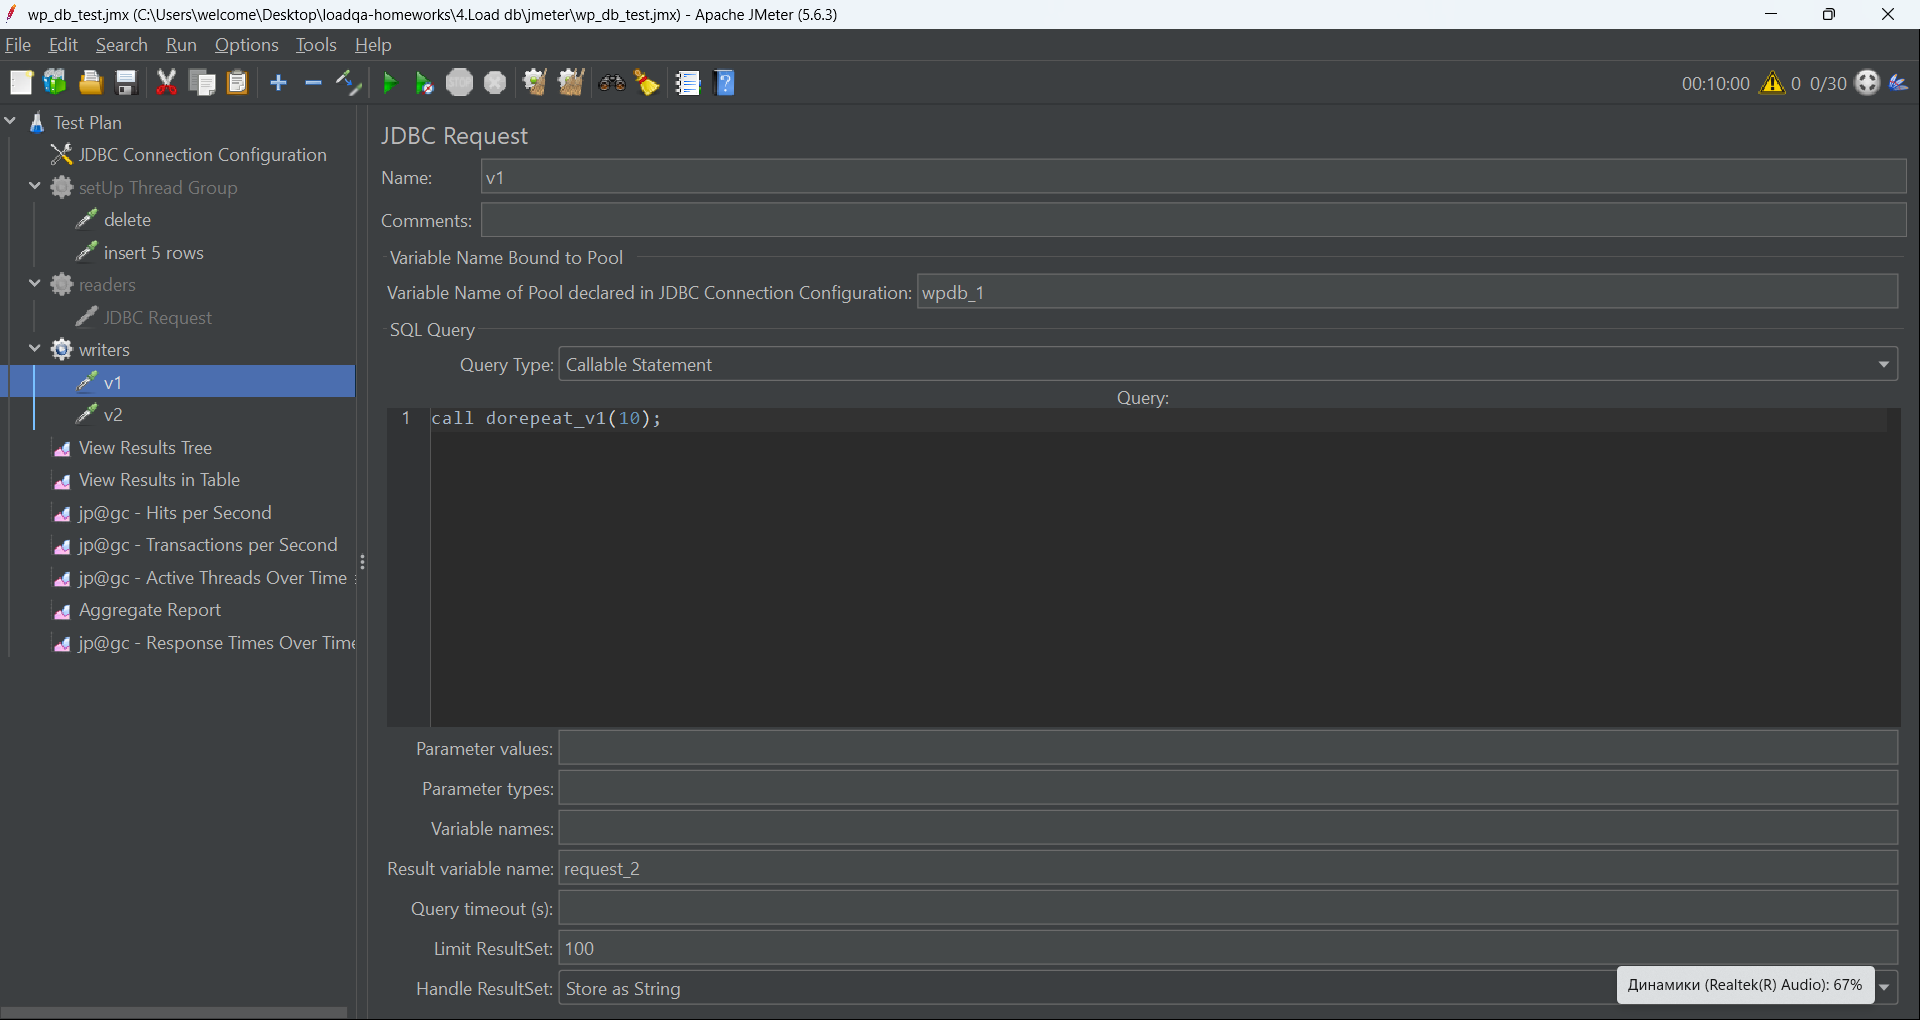 wp_db_test.jmx (C:\Users\welcome\Desktop\loadqa-homeworks\4.Load db\jmeter\wp_db_test.jmx) - Apache JMeter (5.6.3)
File Edit Search Run Options Tools Help
00:10:00 0 0/30
Test Plan
JDBC Connection Configuration
setUp Thread Group
delete
insert 5 rows
readers
JDBC Request
writers
v1
v2
View Results Tree
View Results in Table
jp@gc - Hits per Second
jp@gc - Transactions per Second
jp@gc - Active Threads Over Time
Aggregate Report
jp@gc - Response Times Over Time
JDBC Request
Name: v1
Comments:
Variable Name Bound to Pool
Variable Name of Pool declared in JDBC Connection Configuration: wpdb_1
SQL Query
Query Type: Callable Statement
Query:
1 call dorepeat_v1(10);
Parameter values:
Parameter types:
Variable names:
Result variable name: request_2
Query timeout (s):
Limit ResultSet: 100
Handle ResultSet: Store as String
Динамики (Realtek(R) Audio): 67%